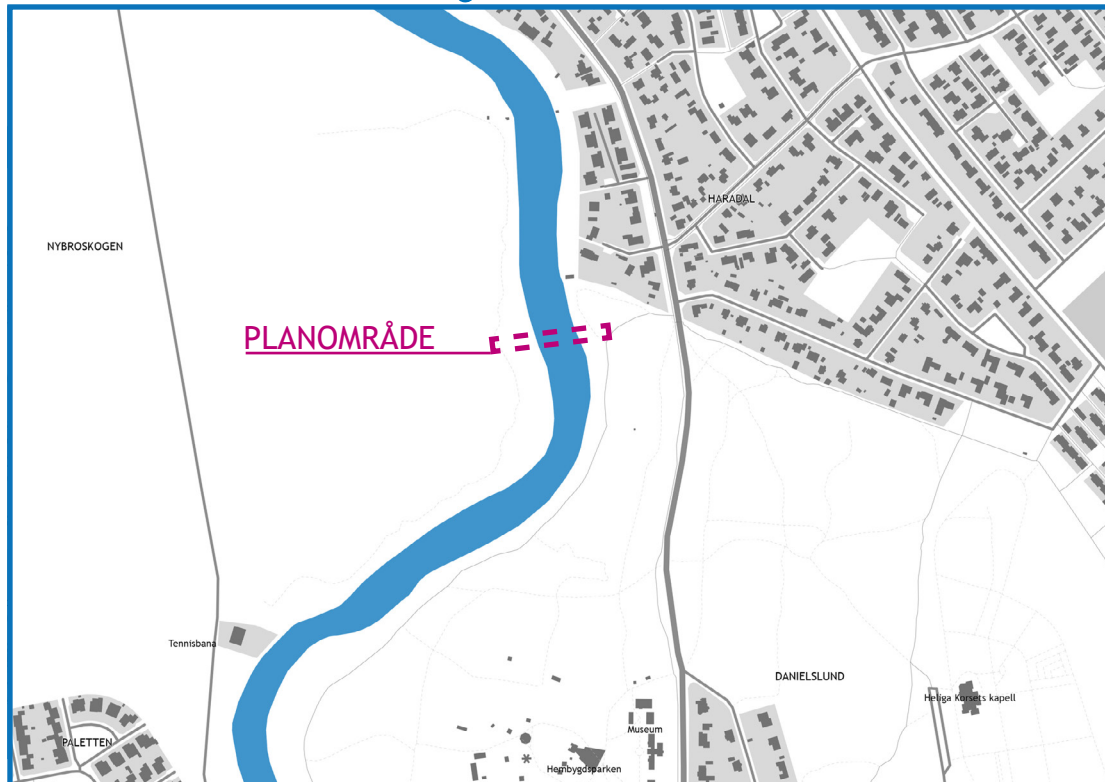 HARADAL
NYBROSKOGEN
PLANOMRÅDE
Tennisbana
DANIELSLUND
Heliga Korsets kapell
Museum
PALETTEN
Hembygdsparken